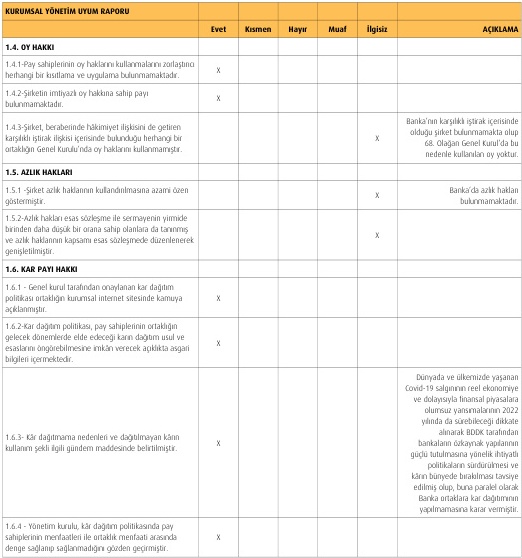 KURUMSAL YÖNETİM UYUM RAPORU
Evet Kısmen Hayır Muaf İlgisiz AÇIKLAMA
1.4. OY HAKKI
1.4.1-Pay sahiplerinin oy haklarını kullanmalarını zorlaştırıcı
herhangi bir kısıtlama ve uygulama bulunmamaktadır.
X
1.4.2-Şirketin imtiyazlı oy hakkına sahip payı
bulunmamaktadır.
X
1.4.3-Şirket, beraberinde hâkimiyet ilişkisini de getiren
karşılıklı iştirak ilişkisi içerisinde bulunduğu herhangi bir
ortaklığın Genel Kurulu'nda oy haklarını kullanmamıştır.
X
Banka'nın karşılıklı iştirak içerisinde
olduğu şirket bulunmamakta olup
68. Olağan Genel Kurul'da bu
nedenle kullanılan oy yoktur.
1.5. AZLIK HAKLARI
1.5.1 -Şirket azlık haklarının kullandırılmasına azami özen
göstermiştir.
X
Banka'da azlık hakları
bulunmamaktadır.
1.5.2-Azlık hakları esas sözleşme ile sermayenin yirmide
birinden daha düşük bir orana sahip olanlara da tanınmış
ve azlık haklarının kapsamı esas sözleşmede düzenlenerek
genişletilmiştir.
X
1.6. KAR PAYI HAKKI
1.6.1 - Genel kurul tarafından onaylanan kar dağıtım
politikası ortaklığın kurumsal internet sitesinde kamuya
açıklanmıştır.
X
1.6.2-Kar dağıtım politikası, pay sahiplerinin ortaklığın
gelecek dönemlerde elde edeceği karın dağıtım usul ve
esaslarını öngörebilmesine imkân verecek açıklıkta asgari
bilgileri içermektedir.
X
1.6.3- Kâr dağıtmama nedenleri ve dağıtılmayan kârın
kullanım şekli ilgili gündem maddesinde belirtilmiştir.
X
Dünyada ve ülkemizde yaşanan
Covid-19 salgınının reel ekonomiye
ve dolayısıyla finansal piyasalara
olumsuz yansımalarının 2022
yılında da sürebileceği dikkate
alınarak BDDK tarafından
bankaların özkaynak yapılarının
güçlü tutulmasına yönelik ihtiyatlı
politikaların sürdürülmesi ve
kârın bünyede bırakılması tavsiye
edilmiş olup, buna paralel olarak
Banka ortaklara kar dağıtımının
yapılmamasına karar vermiştir.
1.6.4 - Yönetim kurulu, kâr dağıtım politikasında pay
sahiplerinin menfaatleri ile ortaklık menfaati arasında
denge sağlanıp sağlanmadığını gözden geçirmiştir.
X